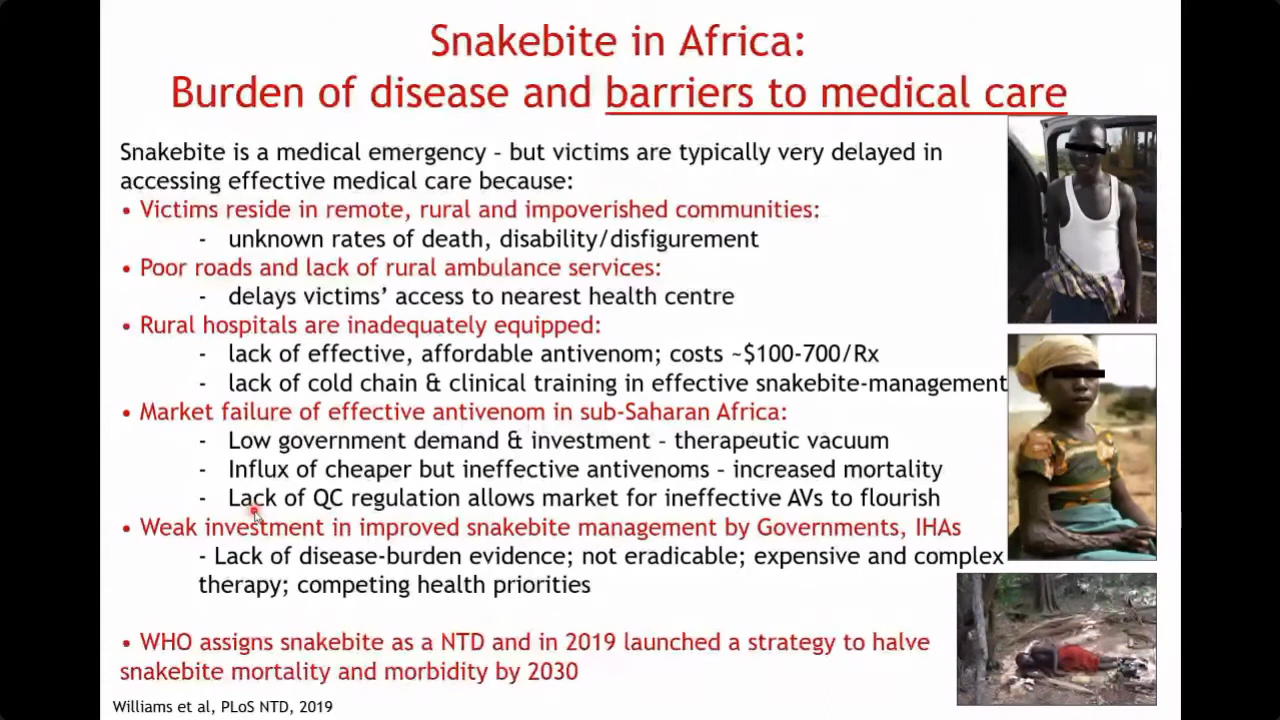 Snakebite in Africa:
Burden of disease and barriers to medical care
Snakebite is a medical emergency – but victims are typically very delayed in
accessing effective medical care because:
• Victims reside in remote, rural and impoverished communities:
- unknown rates of death, disability/disfigurement
• Poor roads and lack of rural ambulance services:
- delays victims’ access to nearest health centre
• Rural hospitals are inadequately equipped:
- lack of effective, affordable antivenom; costs ~$100-700/Rx
- lack of cold chain & clinical training in effective snakebite-management
• Market failure of effective antivenom in sub-Saharan Africa:
- Low government demand & investment – therapeutic vacuum
- Influx of cheaper but ineffective antivenoms – increased mortality
- Lack of QC regulation allows market for ineffective AVs to flourish
• Weak investment in improved snakebite management by Governments, IHAs
- Lack of disease-burden evidence; not eradicable; expensive and complex
therapy; competing health priorities
• WHO assigns snakebite as a NTD and in 2019 launched a strategy to halve
snakebite mortality and morbidity by 2030
Williams et al, PLoS NTD, 2019